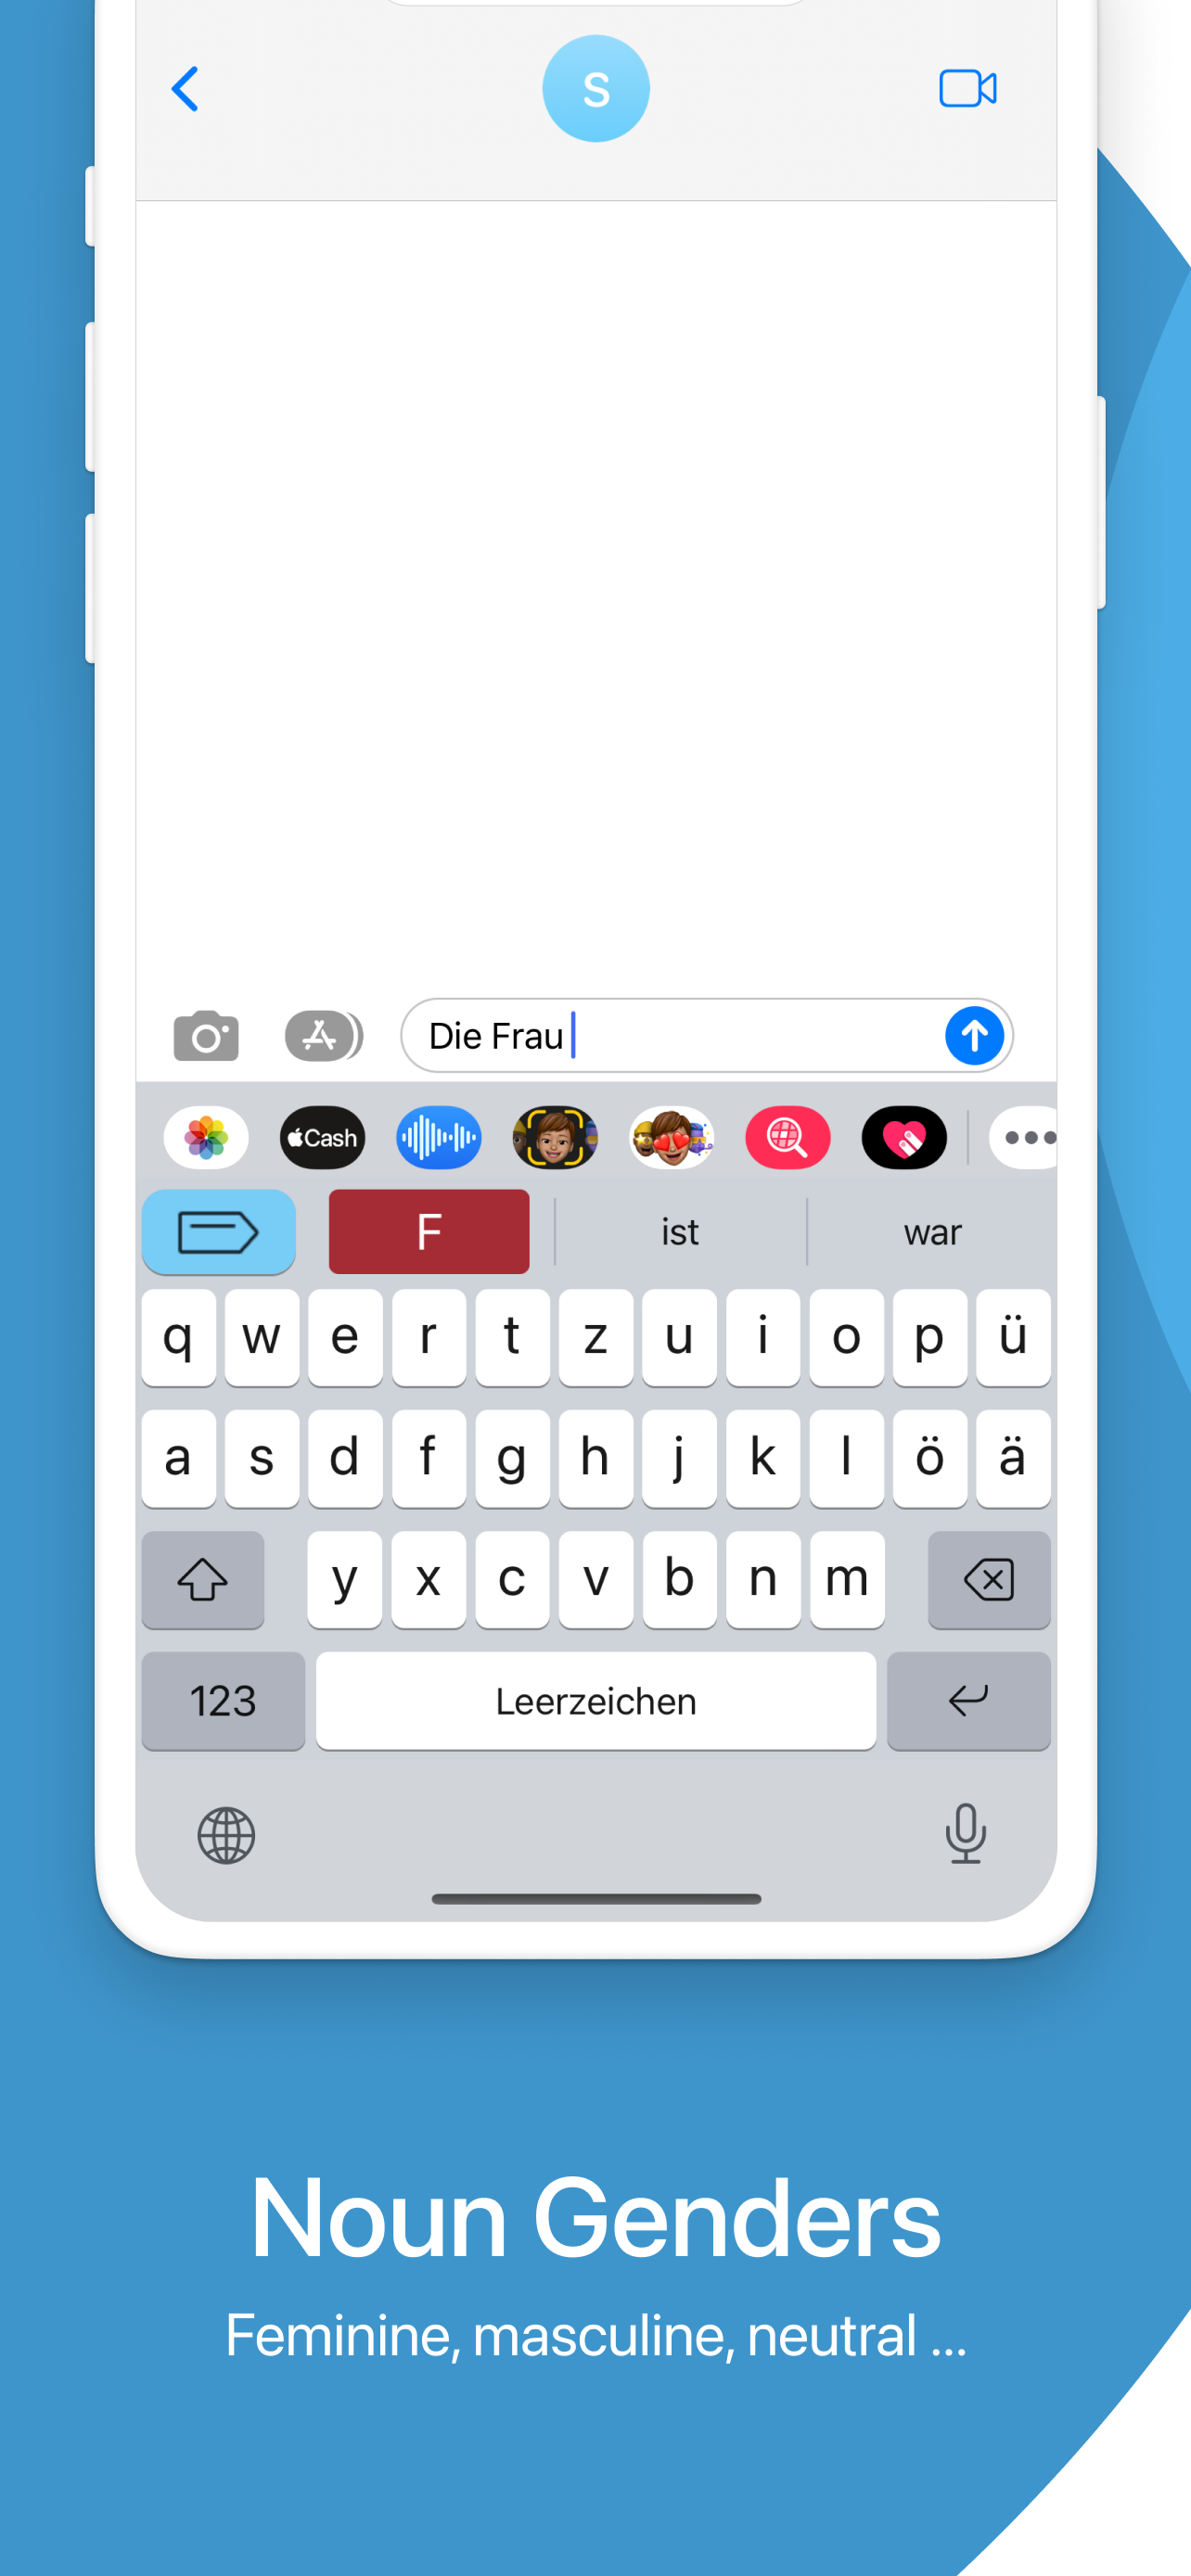 S
Die Frau
Cash
F ist war
q w e r t z u i o p ü
a s d f g h j k l ö ä
y x c v b n m
123 Leerzeichen
Noun Genders
Feminine, masculine, neutral ...